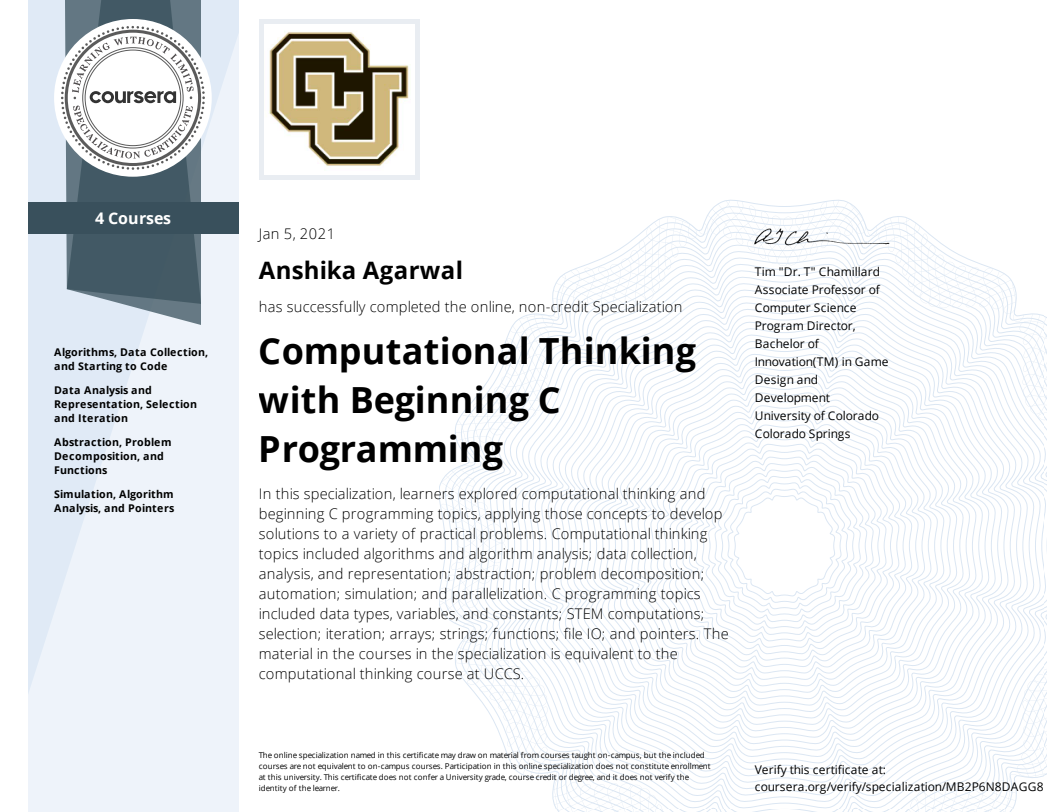 LEARNING WITHOUT LIMITS
coursera
SPECIALIZATION CERTIFICATE
4 Courses
Algorithms, Data Collection,
and Starting to Code
Data Analysis and
Representation, Selection
and Iteration
Abstraction, Problem
Decomposition, and
Functions
Simulation, Algorithm
Analysis, and Pointers
CU
Jan 5, 2021
Anshika Agarwal
has successfully completed the online, non-credit Specialization
Computational Thinking
with Beginning C
Programming
In this specialization, learners explored computational thinking and
beginning C programming topics, applying those concepts to develop
solutions to a variety of practical problems. Computational thinking
topics included algorithms and algorithm analysis; data collection,
analysis, and representation; abstraction; problem decomposition;
automation; simulation; and parallelization. C programming topics
included data types, variables, and constants; STEM computations;
selection; iteration; arrays; strings; functions; file IO; and pointers. The
material in the courses in the specialization is equivalent to the
computational thinking course at UCCS.
The online specialization named in this certificate may draw on material from courses taught on-campus, but the included
courses are not equivalent to on-campus courses. Participation in this online specialization does not constitute enrollment
at this university. This certificate does not confer a University grade, course credit or degree, and it does not verify the
identity of the learner.
Tim "Dr. T" Chamillard
Associate Professor of
Computer Science
Program Director,
Bachelor of
Innovation(TM) in Game
Design and
Development
University of Colorado
Colorado Springs
Verify this certificate at:
coursera.org/verify/specialization/MB2P6N8DAGG8